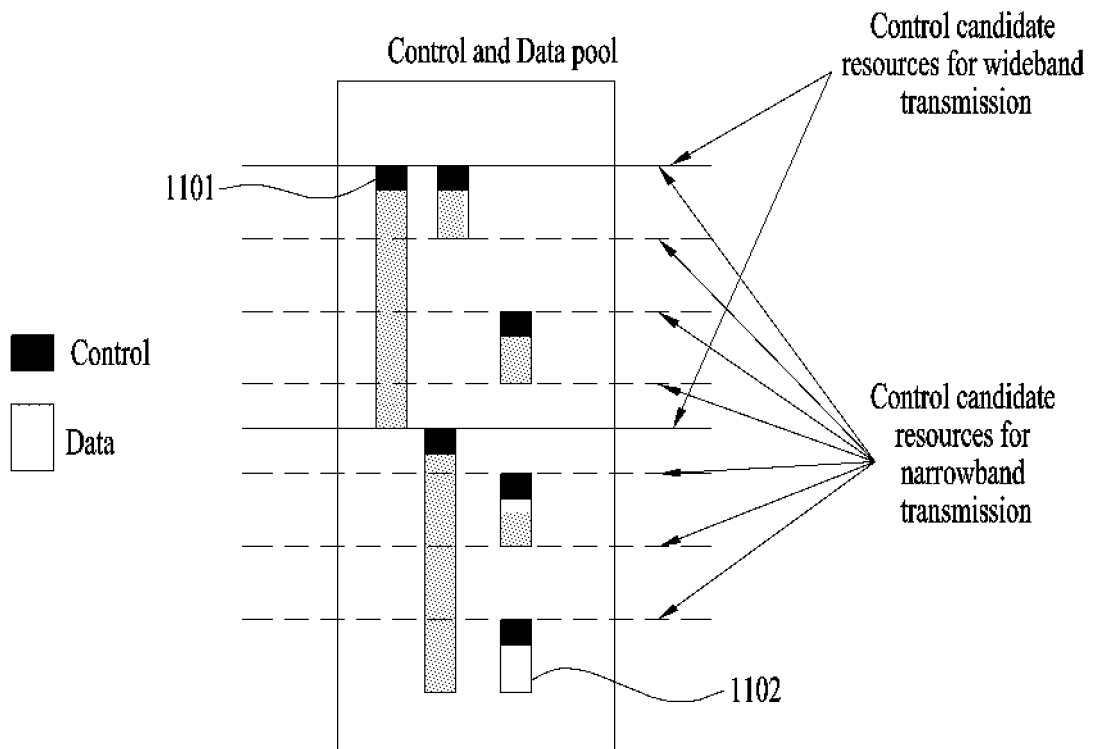 Control and Data pool
Control candidate
resources for wideband
transmission
1101
Control
Data
Control candidate
resources for
narrowband
transmission
1102